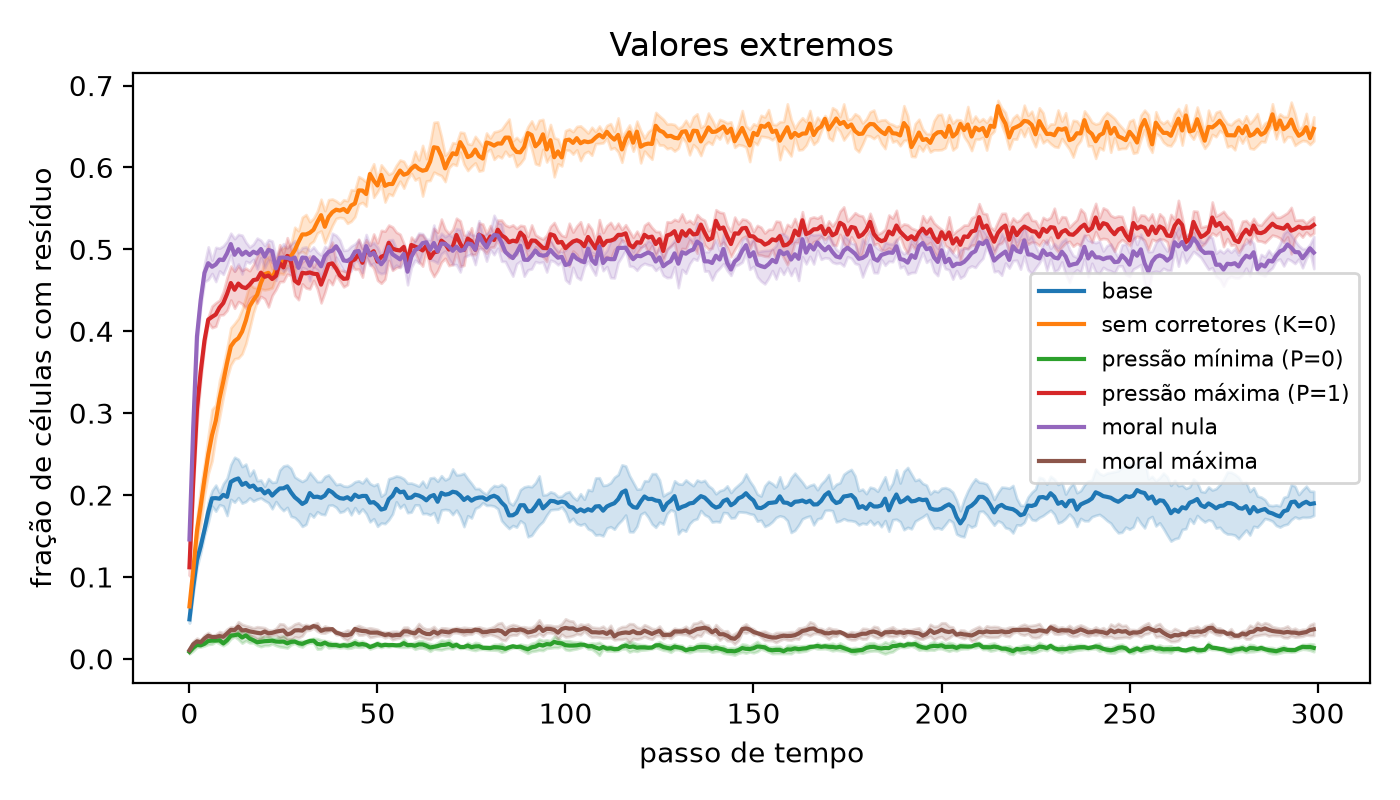 Valores extremos
fração de células com resíduo
0.7
0.6
0.5
0.4
0.3
0.2
0.1
0.0
base
sem corretores (K=0)
pressão mínima (P=0)
pressão máxima (P=1)
moral nula
moral máxima
0 50 100 150 200 250 300
passo de tempo